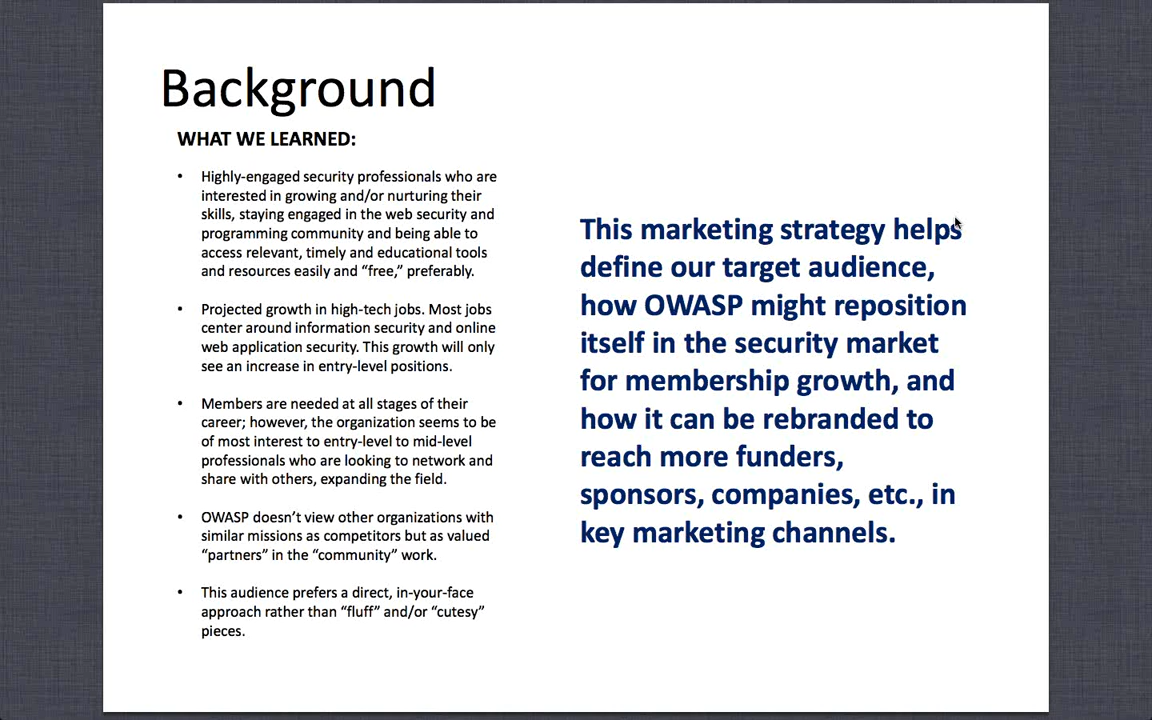 Background
WHAT WE LEARNED:
• Highly-engaged security professionals who are
interested in growing and/or nurturing their
skills, staying engaged in the web security and
programming community and being able to
access relevant, timely and educational tools
and resources easily and “free,” preferably.
• Projected growth in high-tech jobs. Most jobs
center around information security and online
web application security. This growth will only
see an increase in entry-level positions.
• Members are needed at all stages of their
career; however, the organization seems to be
of most interest to entry-level to mid-level
professionals who are looking to network and
share with others, expanding the field.
• OWASP doesn’t view other organizations with
similar missions as competitors but as valued
“partners” in the “community” work.
• This audience prefers a direct, in-your-face
approach rather than “fluff” and/or “cutesy”
pieces.
This marketing strategy helps
define our target audience,
how OWASP might reposition
itself in the security market
for membership growth, and
how it can be rebranded to
reach more funders,
sponsors, companies, etc., in
key marketing channels.